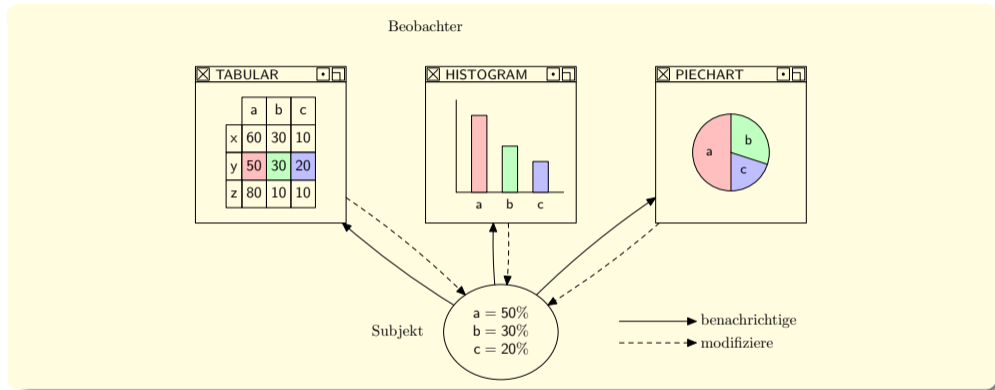 Beobachter
TABULAR
a b c
x 60 30 10
y 50 30 20
z 80 10 10
HISTOGRAM
a b c
PIECHART
a
b
c
Subjekt
a = 50%
b = 30%
c = 20%
benachrichtige
modifiziere